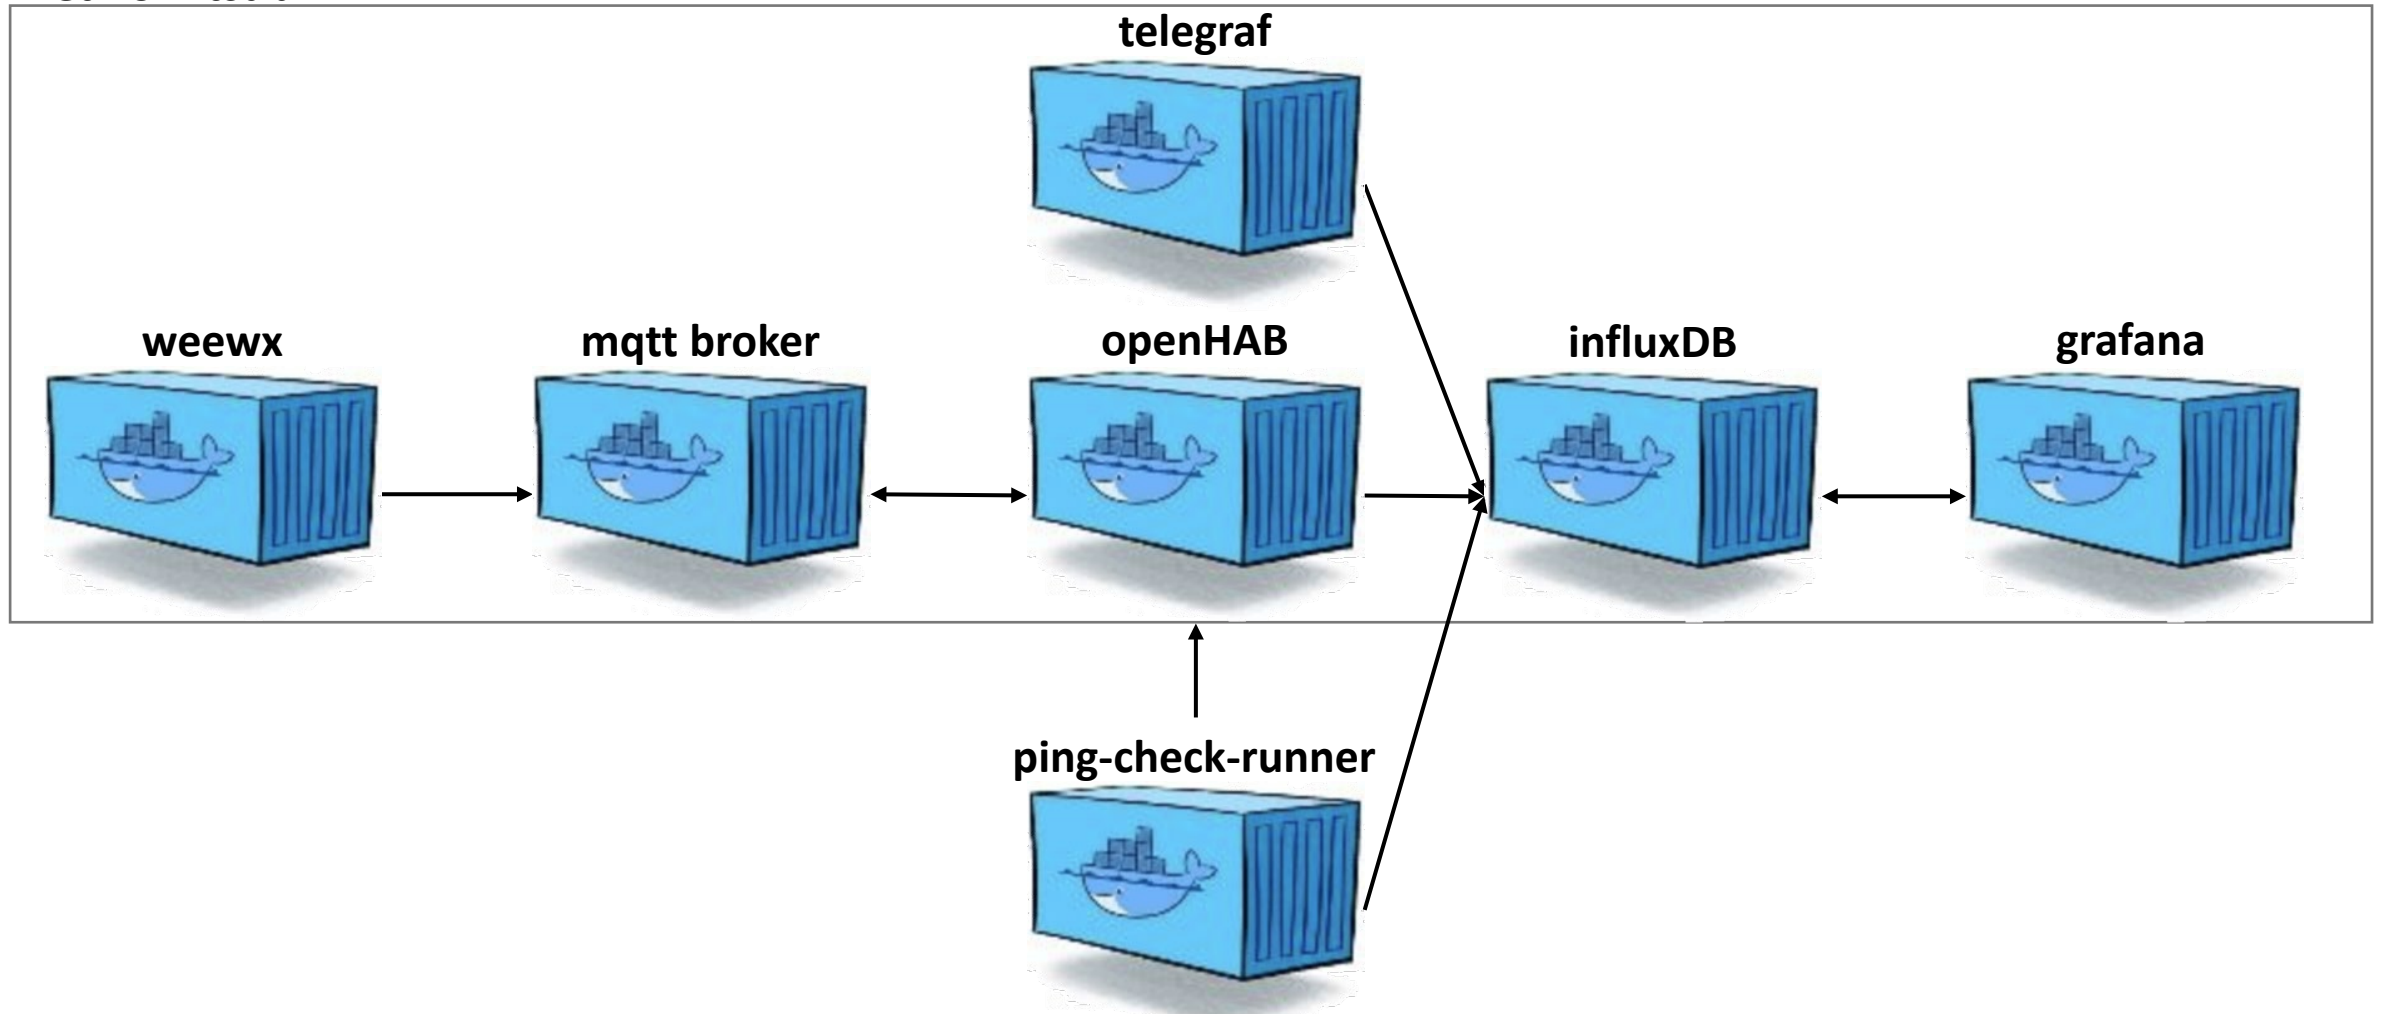 telegraf
weewx
mqtt broker
openHAB
influxDB
grafana
ping-check-runner